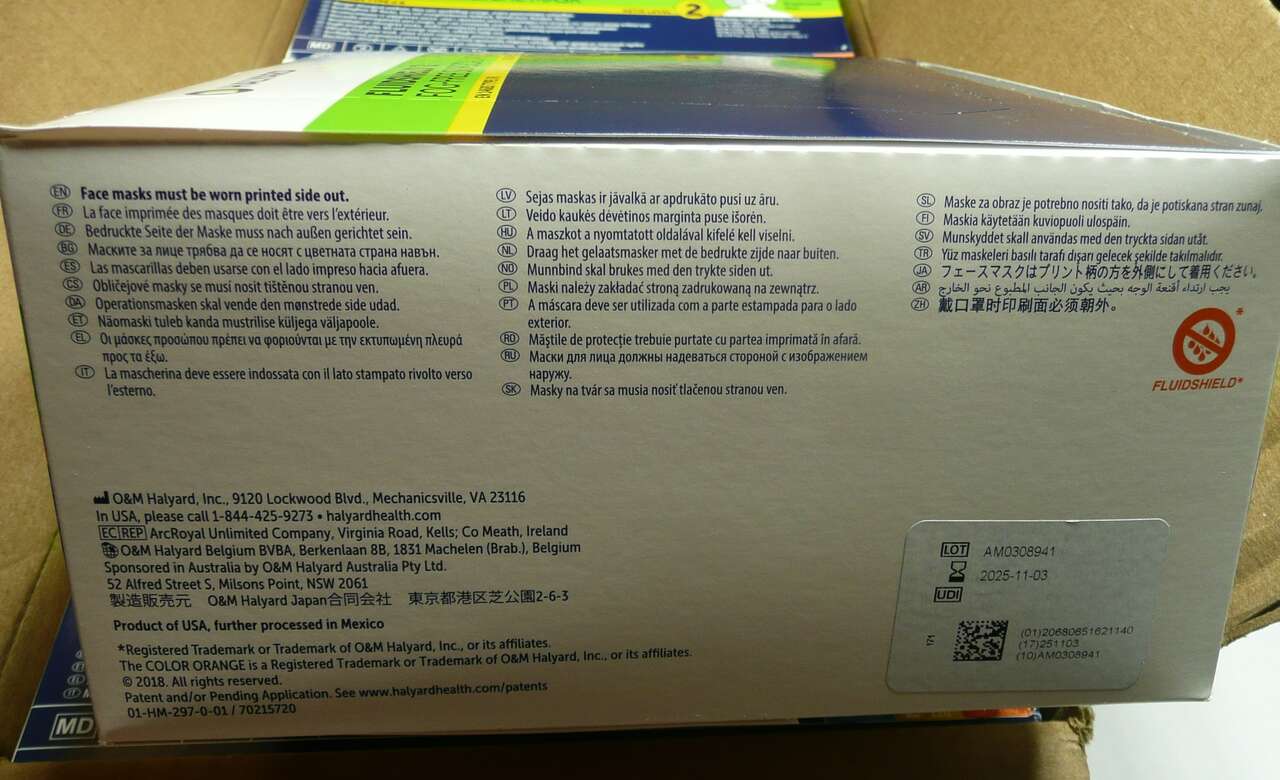 2
MD
FLUIDSHIELD
EN Face masks must be worn printed side out.
FR La face imprimée des masques doit être vers l'extérieur.
DE Bedruckte Seite der Maske muss nach außen gerichtet sein.
BG Маските за лице трябва да се носят с цветната страна навън.
ES Las mascarillas deben usarse con el lado impreso hacia afuera.
CS Obličejové masky se musí nosit tištěnou stranou ven.
DA Operationsmasken skal vende den mønstrede side udad.
ET Näomaski tuleb kanda mustrilise küljega väljapoole.
EL Οι μάσκες προσώπου πρέπει να φοριούνται με την εκτυπωμένη πλευρά
προς τα έξω.
IT La mascherina deve essere indossata con il lato stampato rivolto verso
l'esterno.
LV Sejas maskas ir jāvalkā ar apdrukāto pusi uz āru.
LT Veido kaukės dėvėtinos marginta puse išorėn.
HU A maszkot a nyomtatott oldalával kifelé kell viselni.
NL Draag het gelaatsmasker met de bedrukte zijde naar buiten.
NO Munnbind skal brukes med den trykte siden ut.
PL Maski należy zakładać stroną zadrukowaną na zewnątrz.
PT A máscara deve ser utilizada com a parte estampada para o lado
exterior.
RO Măştile de protecţie trebuie purtate cu partea imprimată în afară.
RU Маски для лица должны надеваться стороной с изображением
наружу.
SK Masky na tvár sa musia nosiť tlačenou stranou ven.
SL Maske za obraz je potrebno nositi tako, da je potiskana stran zunaj.
FI Maskia käytetään kuviopuoli ulospäin.
SV Munskyddet skall användas med den tryckta sidan utåt.
TR Yüz maskeleri basılı tarafı dışarı gelecek şekilde takılmalıdır.
JA フェースマスクはプリント柄の方を外側にして着用ください。
AR يجب ارتداء أقنعة الوجه بحيث يكون الجانب المطبوع نحو الخارج
ZH 戴口罩时印刷面必须朝外。
FLUIDSHIELD*
O&M Halyard, Inc., 9120 Lockwood Blvd., Mechanicsville, VA 23116
In USA, please call 1-844-425-9273 • halyardhealth.com
EC REP ArcRoyal Unlimited Company, Virginia Road, Kells; Co Meath, Ireland
O&M Halyard Belgium BVBA, Berkenlaan 8B, 1831 Machelen (Brab.), Belgium
Sponsored in Australia by O&M Halyard Australia Pty Ltd.
52 Alfred Street S, Milsons Point, NSW 2061
製造販売元 O&M Halyard Japan合同会社 東京都港区芝公園2-6-3
Product of USA, further processed in Mexico
*Registered Trademark or Trademark of O&M Halyard, Inc., or its affiliates.
The COLOR ORANGE is a Registered Trademark or Trademark of O&M Halyard, Inc., or its affiliates.
© 2018. All rights reserved.
Patent and/or Pending Application. See www.halyardhealth.com/patents
01-HM-297-0-01 / 70215720
LOT AM0308941
2025-11-03
UDI
171
(01)20680651621140
(17)251103
(10)AM0308941
MD